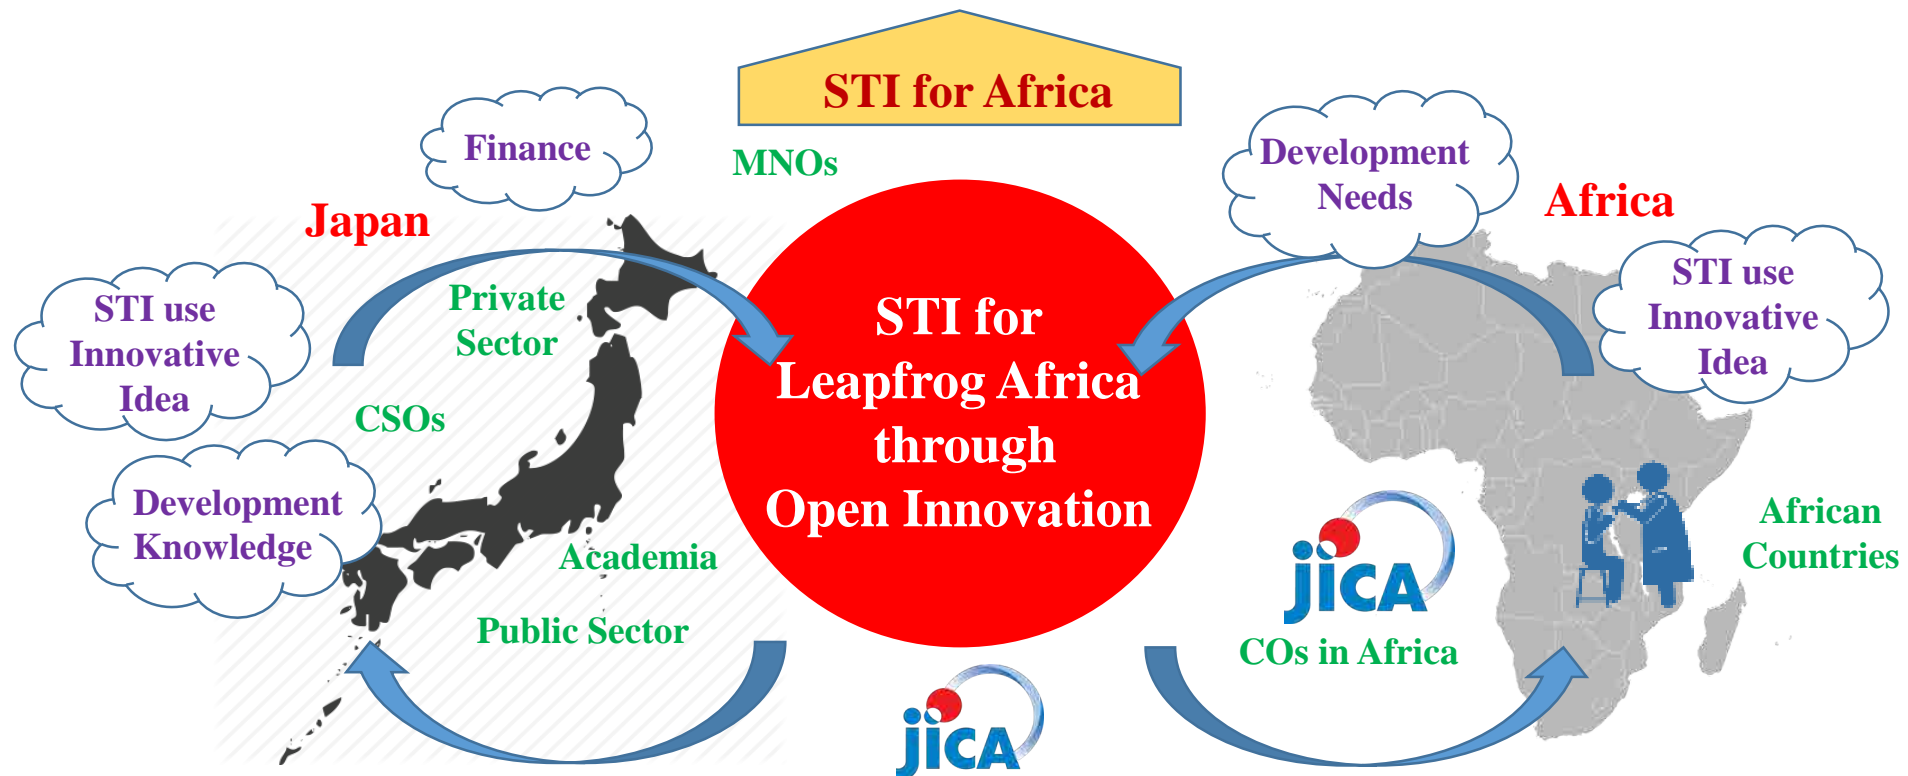 STI for Africa
MNOs
Finance
Japan
STI use
Innovative
Idea
Private
Sector
CSOs
Development
Knowledge
Academia
Public Sector
STI for
Leapfrog Africa
through
Open Innovation
jICA
Development
Needs
Africa
STI use
Innovative
Idea
African
Countries
jICA
COs in Africa